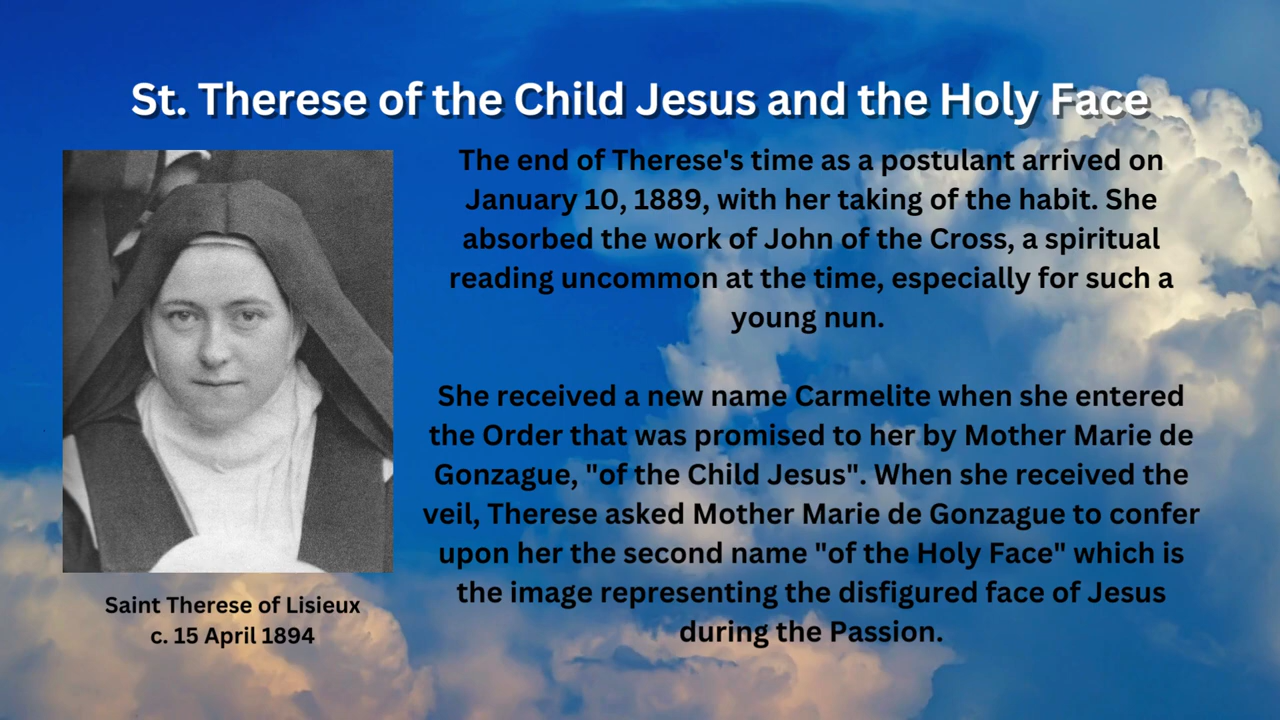 St. Therese of the Child Jesus and the Holy Face
The end of Therese's time as a postulant arrived on
January 10, 1889, with her taking of the habit. She
absorbed the work of John of the Cross, a spiritual
reading uncommon at the time, especially for such a
young nun.
She received a new name Carmelite when she entered
the Order that was promised to her by Mother Marie de
Gonzague, "of the Child Jesus". When she received the
veil, Therese asked Mother Marie de Gonzague to confer
upon her the second name "of the Holy Face" which is
the image representing the disfigured face of Jesus
during the Passion.
Saint Therese of Lisieux
c. 15 April 1894